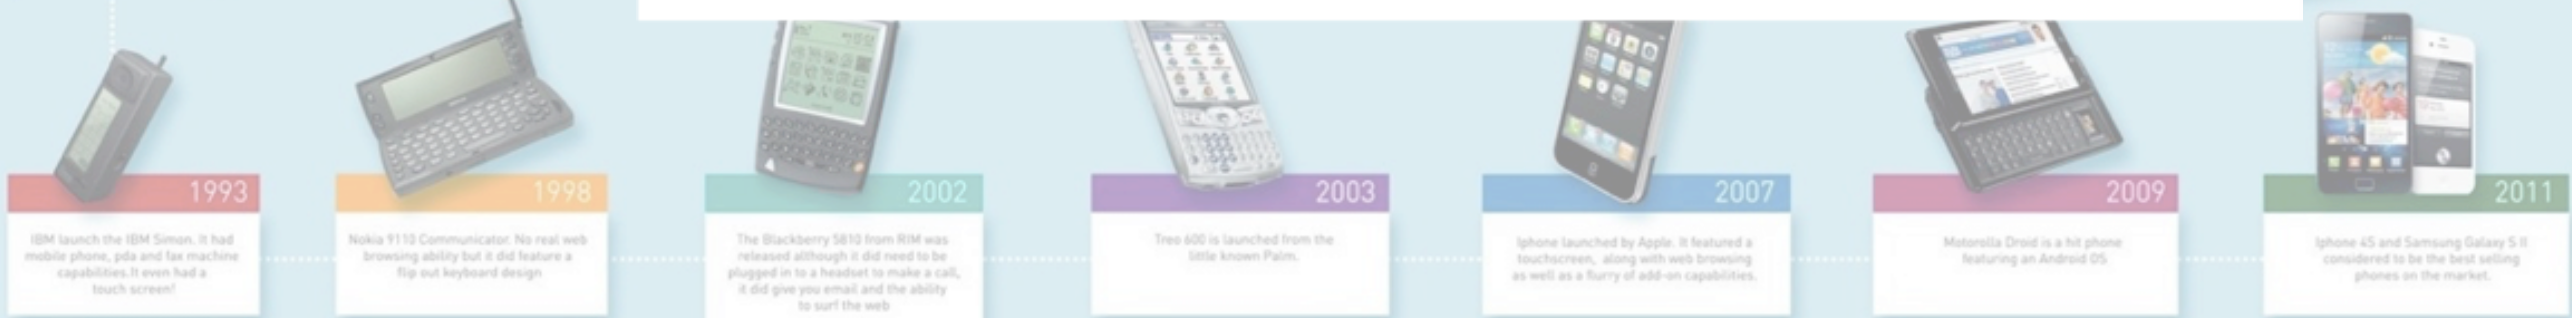 1993
IBM launch the IBM Simon. It had
mobile phone, pda and fax machine
capabilities.It even had a
touch screen!
1998
Nokia 9110 Communicator. No real web
browsing ability but it did feature a
flip out keyboard design
2002
The Blackberry 5810 from RIM was
released although it did need to be
plugged in to a headset to make a call,
it did give you email and the ability
to surf the web
2003
Treo 600 is launched from the
little known Palm.
2007
Iphone launched by Apple. It featured a
touchscreen, along with web browsing
as well as a flurry of add-on capabilities.
2009
Motorolla Droid is a hit phone
featuring an Android OS
2011
Iphone 4S and Samsung Galaxy S II
considered to be the best selling
phones on the market.